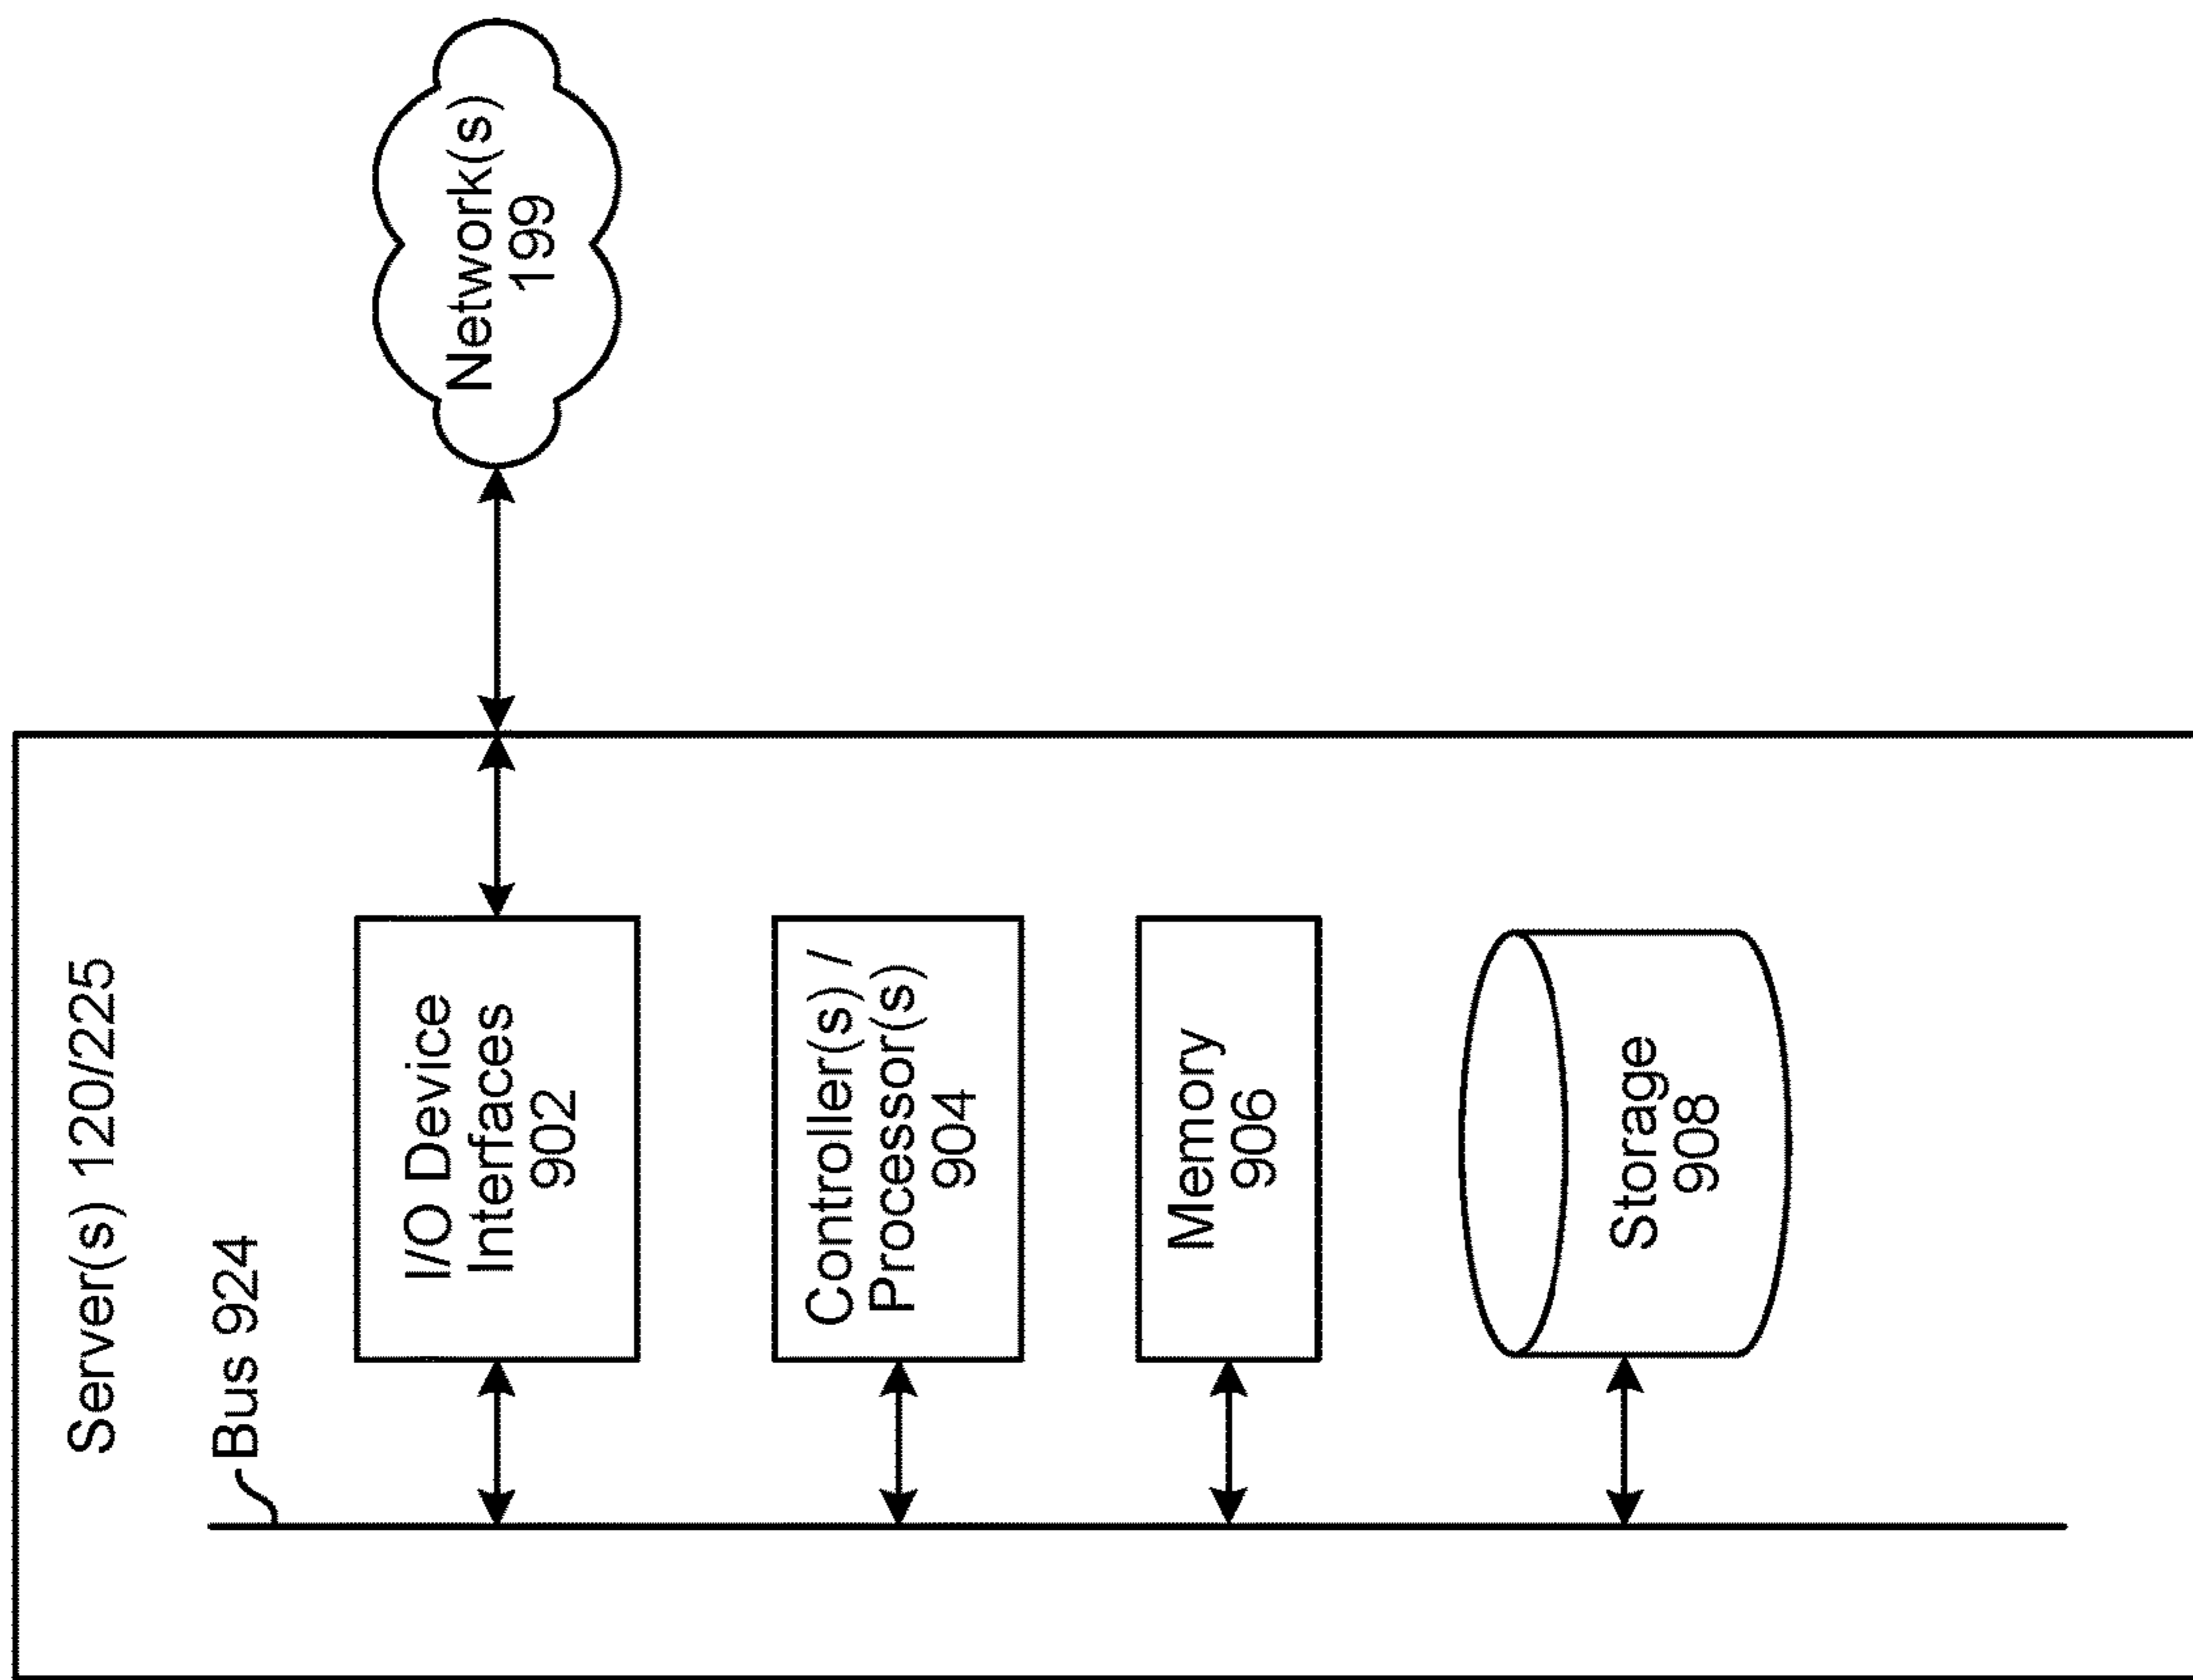 Server(s) 120/225
Bus 924
I/O Device
Interfaces
902
Network(s)
199
Controller(s) /
Processor(s)
904
Memory
906
Storage
908